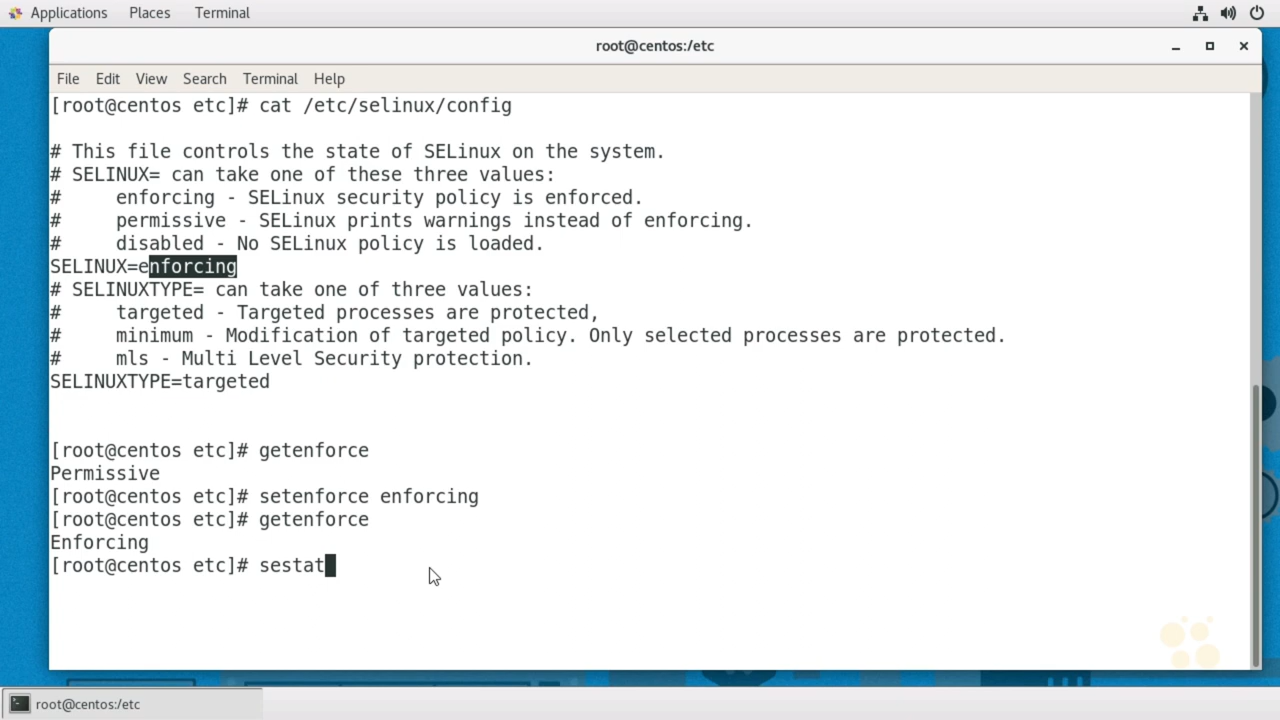 Applications Places Terminal
root@centos:/etc
File Edit View Search Terminal Help
[root@centos etc]# cat /etc/selinux/config
# This file controls the state of SELinux on the system.
# SELINUX= can take one of these three values:
#     enforcing - SELinux security policy is enforced.
#     permissive - SELinux prints warnings instead of enforcing.
#     disabled - No SELinux policy is loaded.
SELINUX=enforcing
# SELINUXTYPE= can take one of three values:
#     targeted - Targeted processes are protected,
#     minimum - Modification of targeted policy. Only selected processes are protected.
#     mls - Multi Level Security protection.
SELINUXTYPE=targeted
[root@centos etc]# getenforce
Permissive
[root@centos etc]# setenforce enforcing
[root@centos etc]# getenforce
Enforcing
[root@centos etc]# sestat
root@centos:/etc